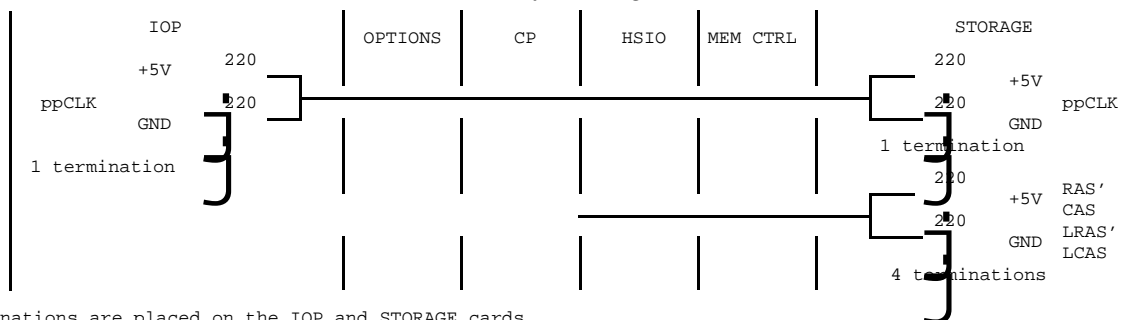 IOP
OPTIONS
CP
HSIO
MEM CTRL
STORAGE
220
+5V
220
ppCLK
GND
1 termination
220
+5V
220
ppCLK
GND
1 termination
220
+5V
RAS'
CAS
220
LRAS'
GND
LCAS
4 terminations
nations are placed on the IOP and STORAGE cards